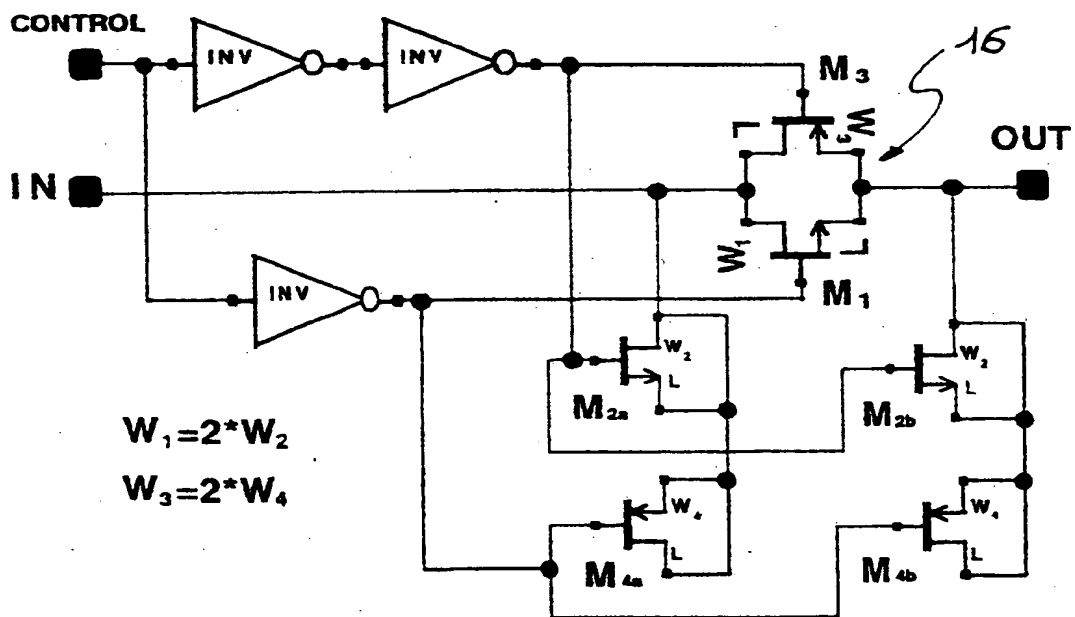 CONTROL
INV
INV
16
M3
L
W3
OUT
IN
W1
L
M1
INV
W2
L
M2a
W2
L
M2b
W1=2*W2
W3=2*W4
W4
L
M4a
W4
L
M4b